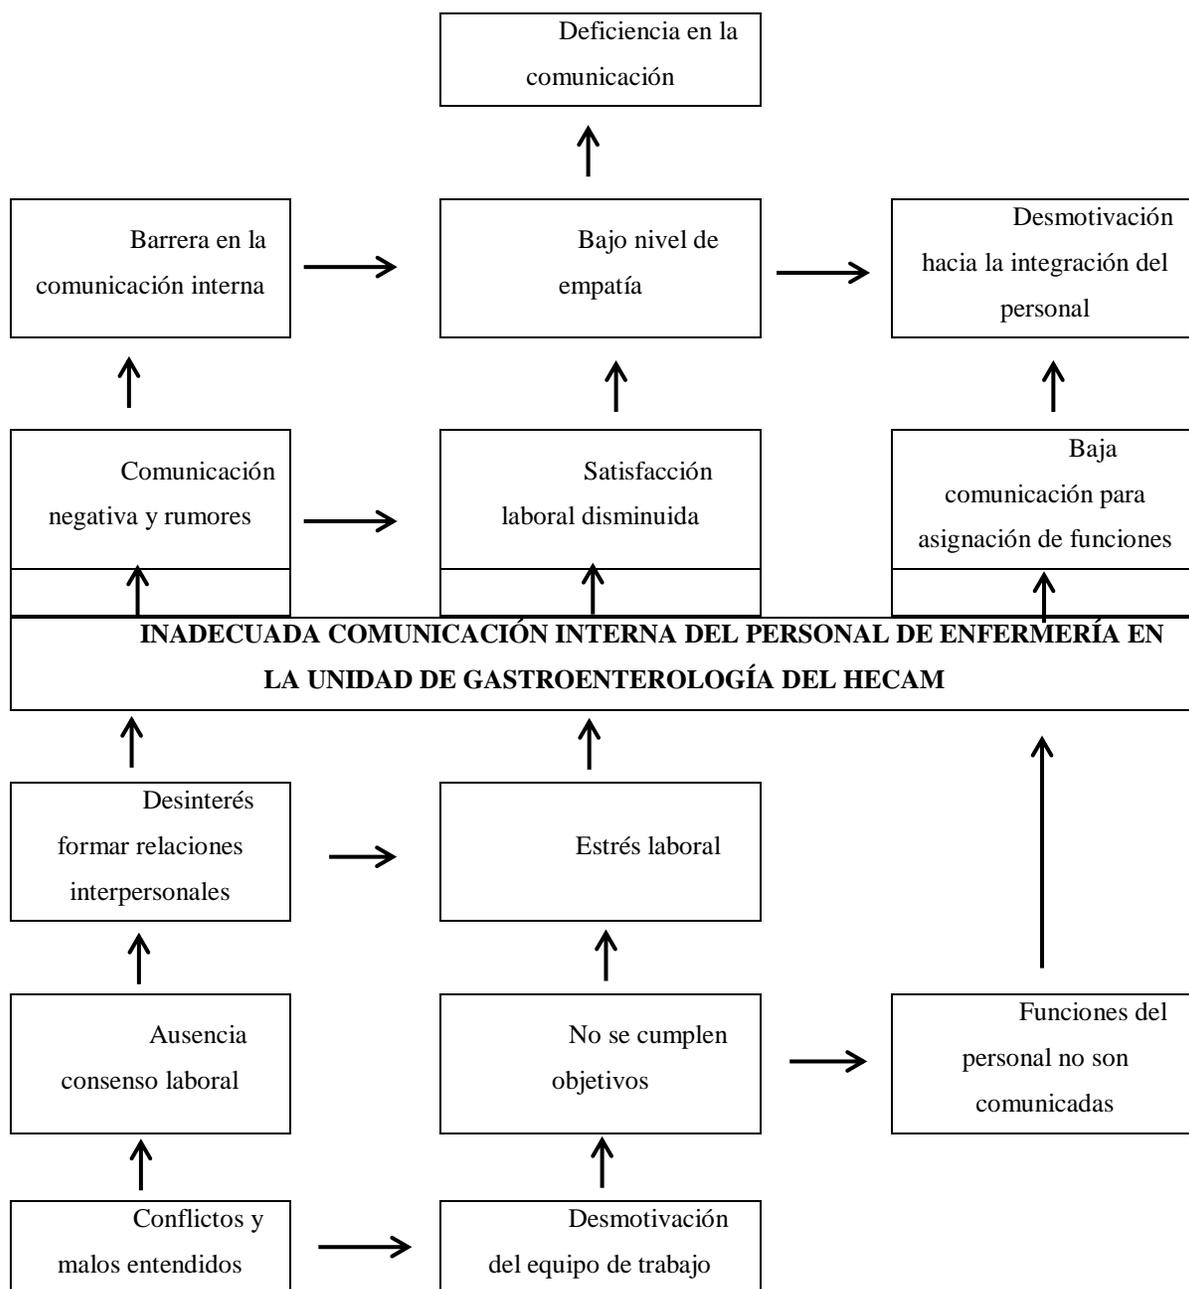 Deficiencia en la
comunicación
Barrera en la
comunicación interna
Bajo nivel de
empatía
Desmotivación
hacia la integración del
personal
Comunicación
negativa y rumores
Satisfacción
laboral disminuida
Baja
comunicación para
asignación de funciones
INADECUADA COMUNICACIÓN INTERNA DEL PERSONAL DE ENFERMERÍA EN
LA UNIDAD DE GASTROENTEROLOGÍA DEL HECAM
Desinterés
formar relaciones
interpersonales
Estrés laboral
Ausencia
consenso laboral
No se cumplen
objetivos
Funciones del
personal no son
comunicadas
Conflictos y
malos entendidos
Desmotivación
del equipo de trabajo